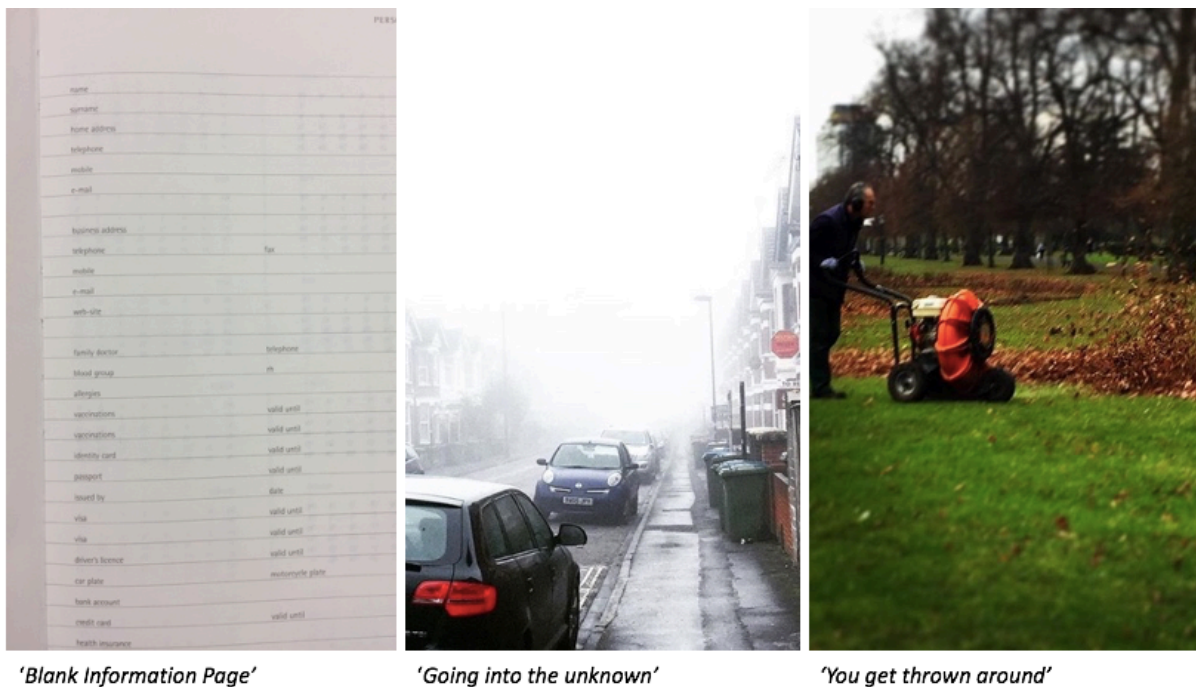 PERS
name
surname
home address
telephone
mobile
e-mail
business address
telephone fax
mobile
e-mail
web-site
family doctor telephone
blood group rh
allergies
vaccinations valid until
vaccinations valid until
identity card valid until
passport valid until
issued by date
visa valid until
visa valid until
driver's licence valid until
car plate motorcycle plate
bank account
credit card valid until
health insurance
'Blank Information Page'
'Going into the unknown'
'You get thrown around'